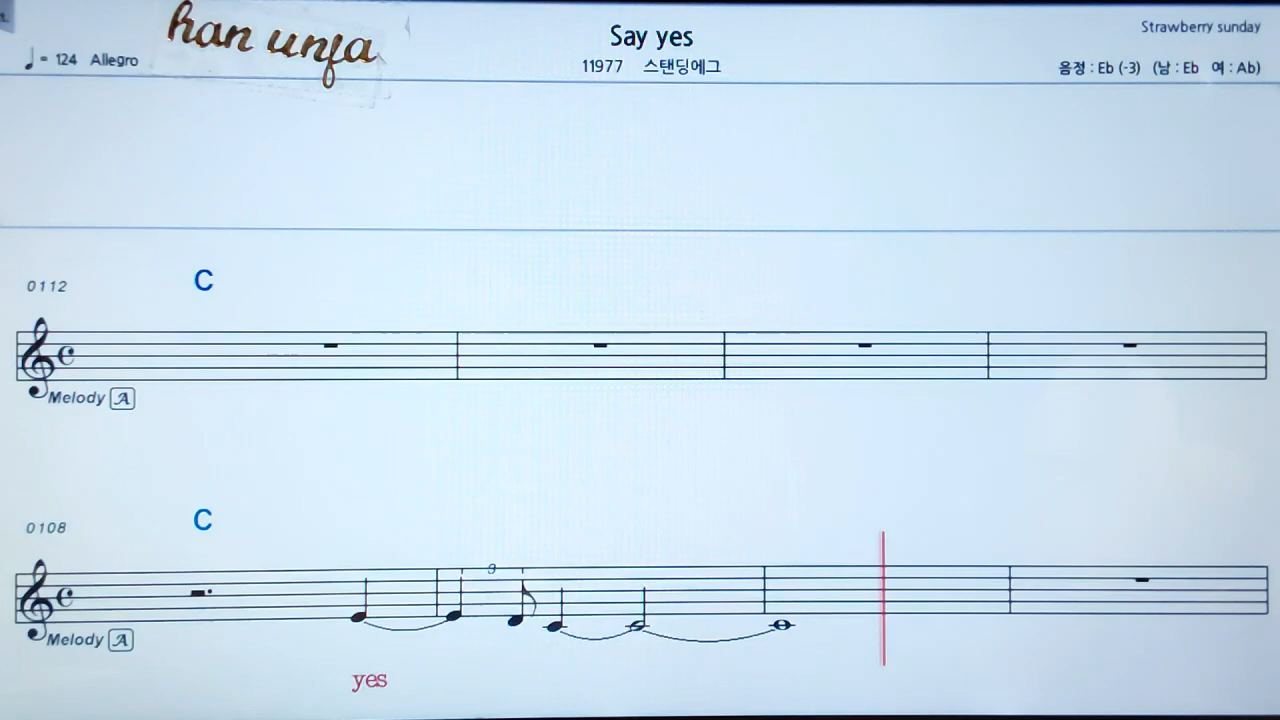 han unja
Say yes
Strawberry sunday
= 124 Allegro
11977 스탠딩에그
음정 : Eb (-3) (남 : Eb 여 : Ab)
0112
C
Melody A
0108
C
9
Melody A
yes